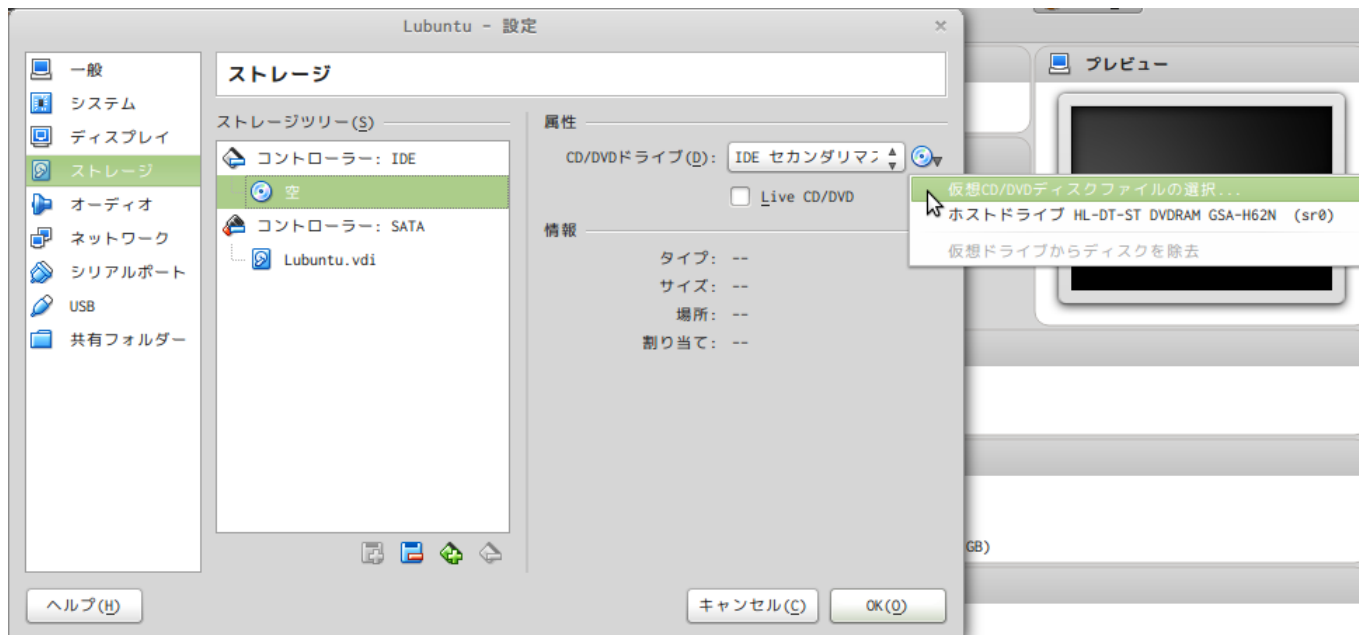 Lubuntu - 設定
一般
システム
ディスプレイ
ストレージ
オーディオ
ネットワーク
シリアルポート
USB
共有フォルダー
ストレージ
ストレージツリー(S)
コントローラー: IDE
空
コントローラー: SATA
Lubuntu.vdi
属性
CD/DVDドライブ(D): IDE セカンダリマス
Live CD/DVD
情報
タイプ: --
サイズ: --
場所: --
割り当て: --
ヘルプ(H)
キャンセル(C)
OK(O)
プレビュー
仮想CD/DVDディスクファイルの選択...
ホストドライブ HL-DT-ST DVDRAM GSA-H62N (sr0)
仮想ドライブからディスクを除去
GB)